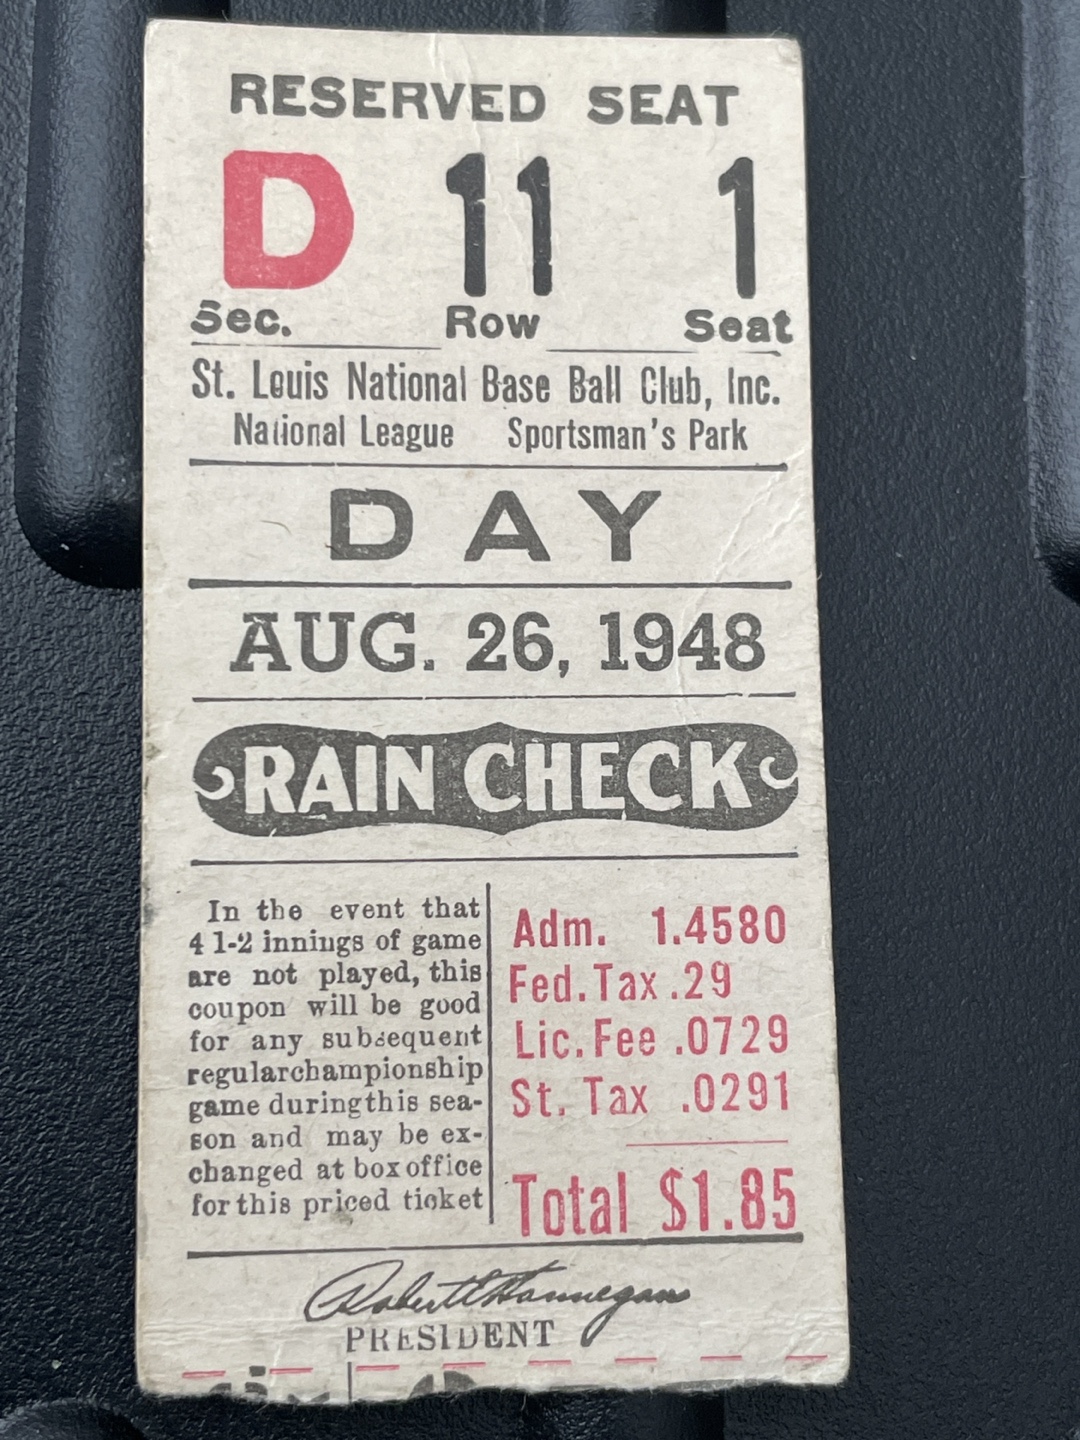 RESERVED SEAT
D 11 1
Sec. Row Seat
St. Louis National Base Ball Club, Inc.
National League Sportsman's Park
DAY
AUG. 26, 1948
RAIN CHECK
In the event that
4 1-2 innings of game
are not played, this
coupon will be good
for any subsequent
regularchampionship
game duringthis sea-
son and may be ex-
changed at box office
for this priced ticket
Adm. 1.4580
Fed. Tax .29
Lic. Fee .0729
St. Tax .0291
Total $1.85
Robert E Hannegan
PRESIDENT